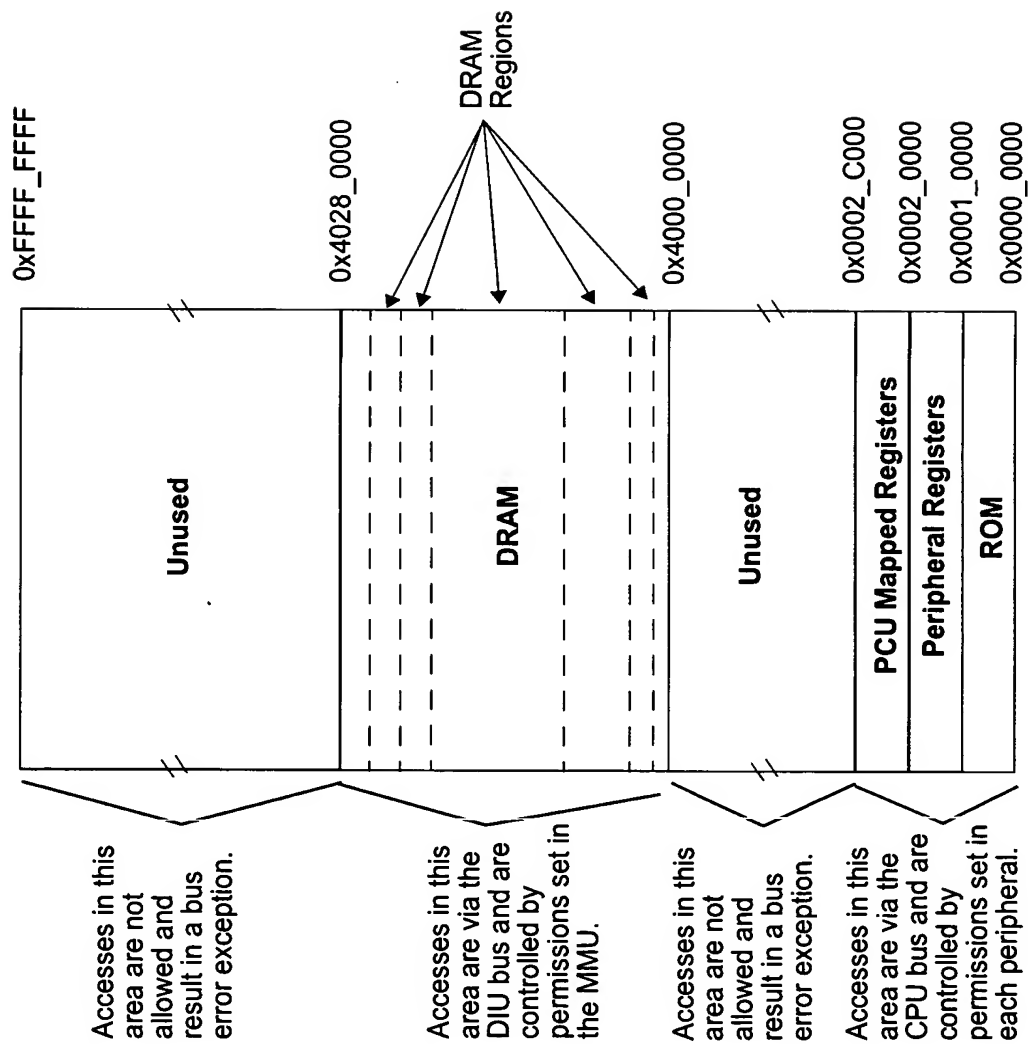 0xFFFF_FFFF
Accesses in this
area are not
allowed and
result in a bus
error exception.
Unused
0x4028_0000
Accesses in this
area are via the
DIU bus and are
controlled by
permissions set in
the MMU.
DRAM
DRAM
Regions
0x4000_0000
Accesses in this
area are not
allowed and
result in a bus
error exception.
Unused
0x0002_C000
Accesses in this
area are via the
CPU bus and are
controlled by
permissions set in
each peripheral.
PCU Mapped Registers
0x0002_0000
Peripheral Registers
0x0001_0000
ROM
0x0000_0000